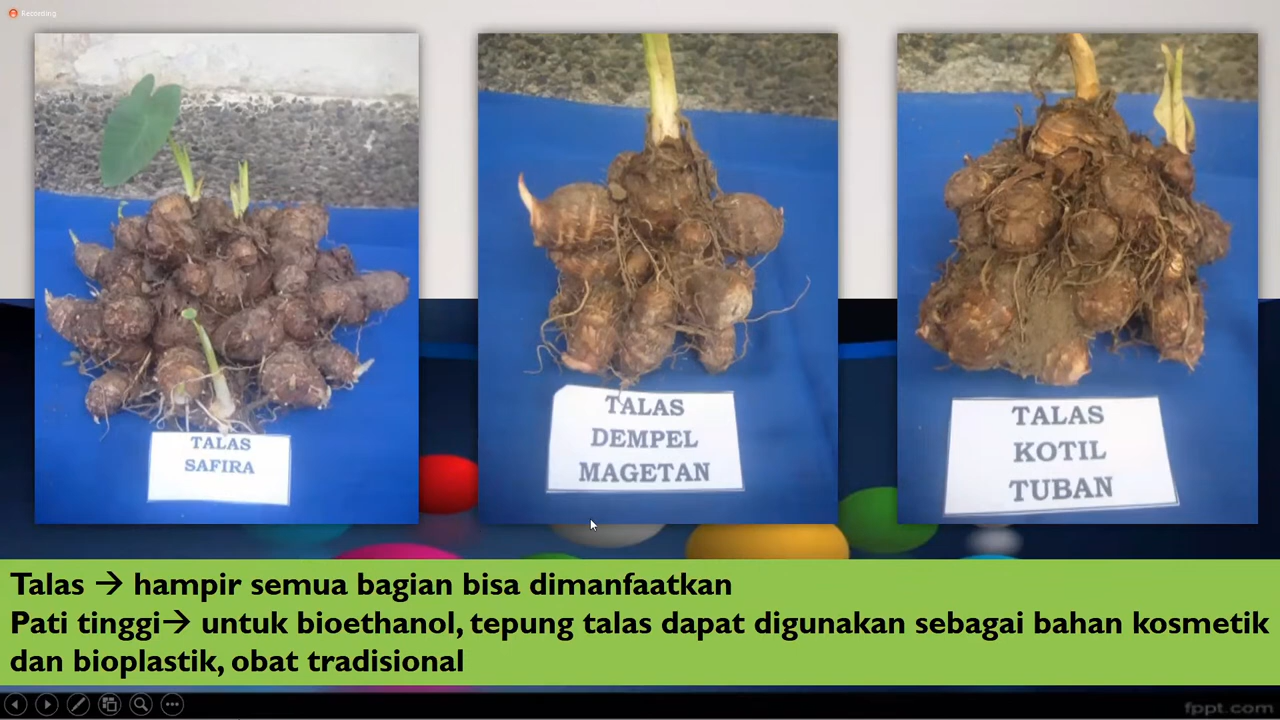 Recording
TALAS
SAFIRA
TALAS
DEMPEL
MAGETAN
TALAS
KOTIL
TUBAN
Talas → hampir semua bagian bisa dimanfaatkan
Pati tinggi→ untuk bioethanol, tepung talas dapat digunakan sebagai bahan kosmetik
dan bioplastik, obat tradisional
fppt.com